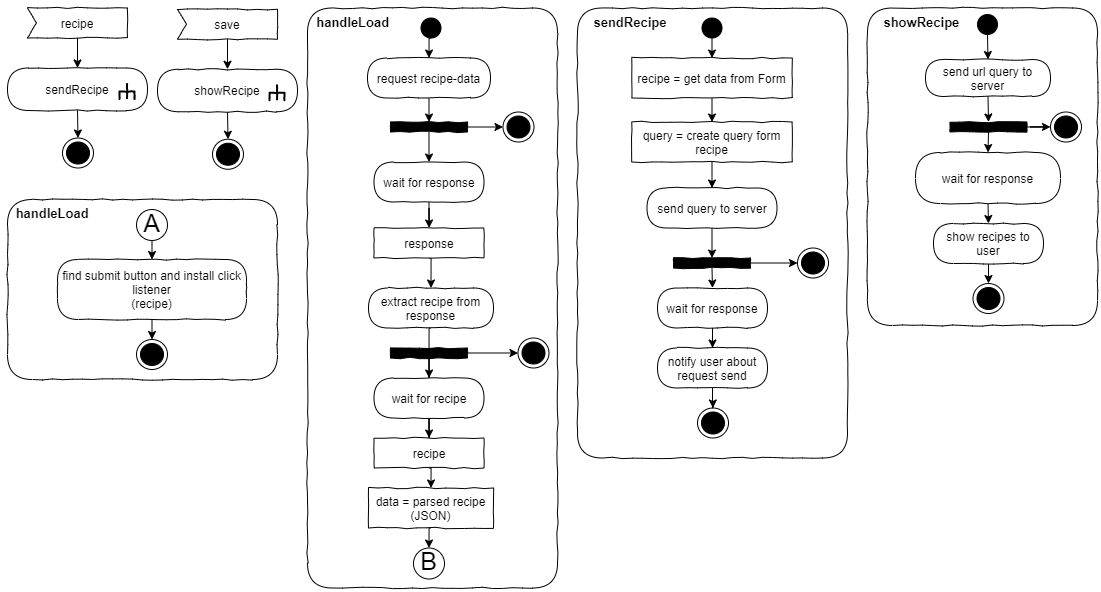 recipe
sendRecipe
save
showRecipe
handleLoad
A
find submit button and install click
listener
(recipe)
handleLoad
request recipe-data
wait for response
response
extract recipe from
response
wait for recipe
recipe
data = parsed recipe
(JSON)
B
sendRecipe
recipe = get data from Form
query = create query form
recipe
send query to server
wait for response
notify user about
request send
showRecipe
send url query to
server
wait for response
show recipes to
user